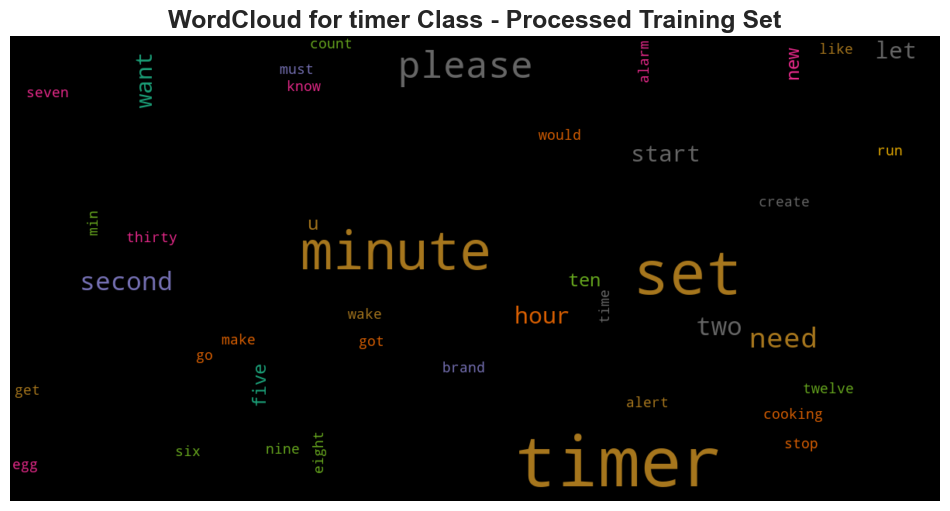 WordCloud for timer Class - Processed Training Set
count
must
know
want
seven
please
alarm
new
like
let
would
start
run
create
min
thirty
u
minute
second
set
ten
time
hour
two
need
wake
got
make
go
brand
five
get
alert
twelve
cooking
stop
six
nine
eight
egg
timer